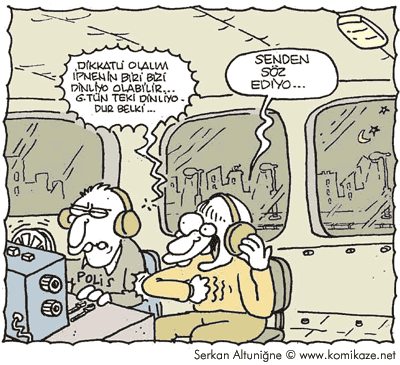 DİKKATLİ OLALIM
İPNENİN BİRİ BİZİ
DİNLİYO OLABİLİR...
G.TÜN TEKİ DİNLİYO-
DUR BELKİ...
SENDEN
SÖZ
EDİYO...
POLİS
Serkan Altuniğne © www.komikaze.net